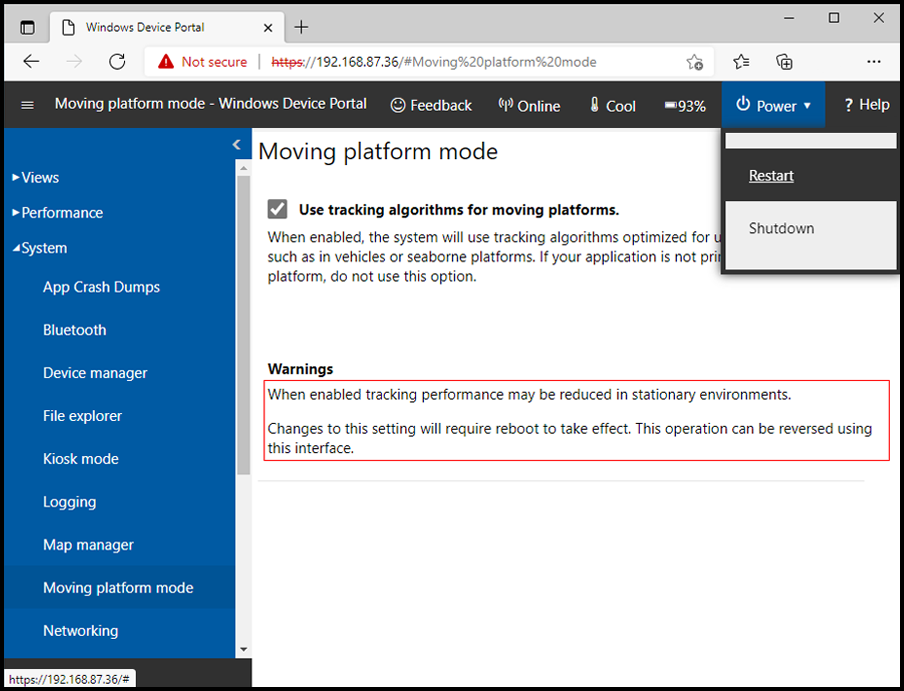 Windows Device Portal
Not secure
https://192.168.87.36/#Moving%20platform%20mode
Moving platform mode - Windows Device Portal
Feedback
Online
Cool
93%
Power
? Help
Restart
Shutdown
Views
Performance
System
App Crash Dumps
Bluetooth
Device manager
File explorer
Kiosk mode
Logging
Map manager
Moving platform mode
Networking
Moving platform mode
Use tracking algorithms for moving platforms.
When enabled, the system will use tracking algorithms optimized for
such as in vehicles or seaborne platforms. If your application is not
platform, do not use this option.
Warnings
When enabled tracking performance may be reduced in stationary environments.
Changes to this setting will require reboot to take effect. This operation can be reversed using
this interface.
https://192.168.87.36/#